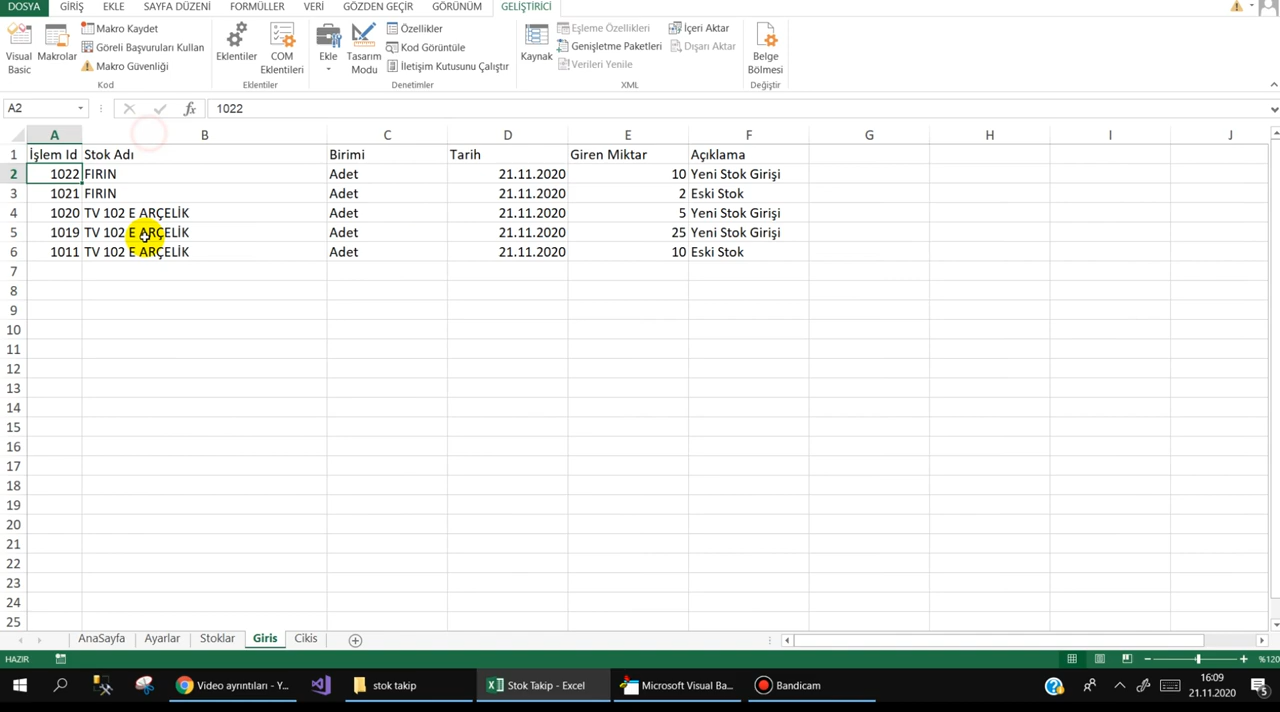 DOSYA GİRİŞ EKLE SAYFA DÜZENİ FORMÜLLER VERİ GÖZDEN GEÇİR GÖRÜNÜM GELİŞTİRİCİ
Visual Basic
Makrolar
Makro Kaydet
Göreli Başvuruları Kullan
Makro Güvenliği
Kod
Eklentiler
COM Eklentileri
Eklentiler
Ekle
Tasarım Modu
Özellikler
Kod Görüntüle
İletişim Kutusunu Çalıştır
Denetimler
Kaynak
Eşleme Özellikleri
Genişletme Paketleri
Verileri Yenile
İçeri Aktar
Dışarı Aktar
XML
Belge Bölmesi
Değiştir
A2 fx 1022
A B C D E F G H I J
1 İşlem Id Stok Adı Birimi Tarih Giren Miktar Açıklama
2 1022 FIRIN Adet 21.11.2020 10 Yeni Stok Girişi
3 1021 FIRIN Adet 21.11.2020 2 Eski Stok
4 1020 TV 102 E ARÇELİK Adet 21.11.2020 5 Yeni Stok Girişi
5 1019 TV 102 E ARÇELİK Adet 21.11.2020 25 Yeni Stok Girişi
6 1011 TV 102 E ARÇELİK Adet 21.11.2020 10 Eski Stok
7
8
9
10
11
12
13
14
15
16
17
18
19
20
21
22
23
24
25
AnaSayfa Ayarlar Stoklar Giris Cikis
HAZIR %120
Video ayrıntıları - Y... stok takip Stok Takip - Excel Microsoft Visual Ba... Bandicam 16:09
21.11.2020 5